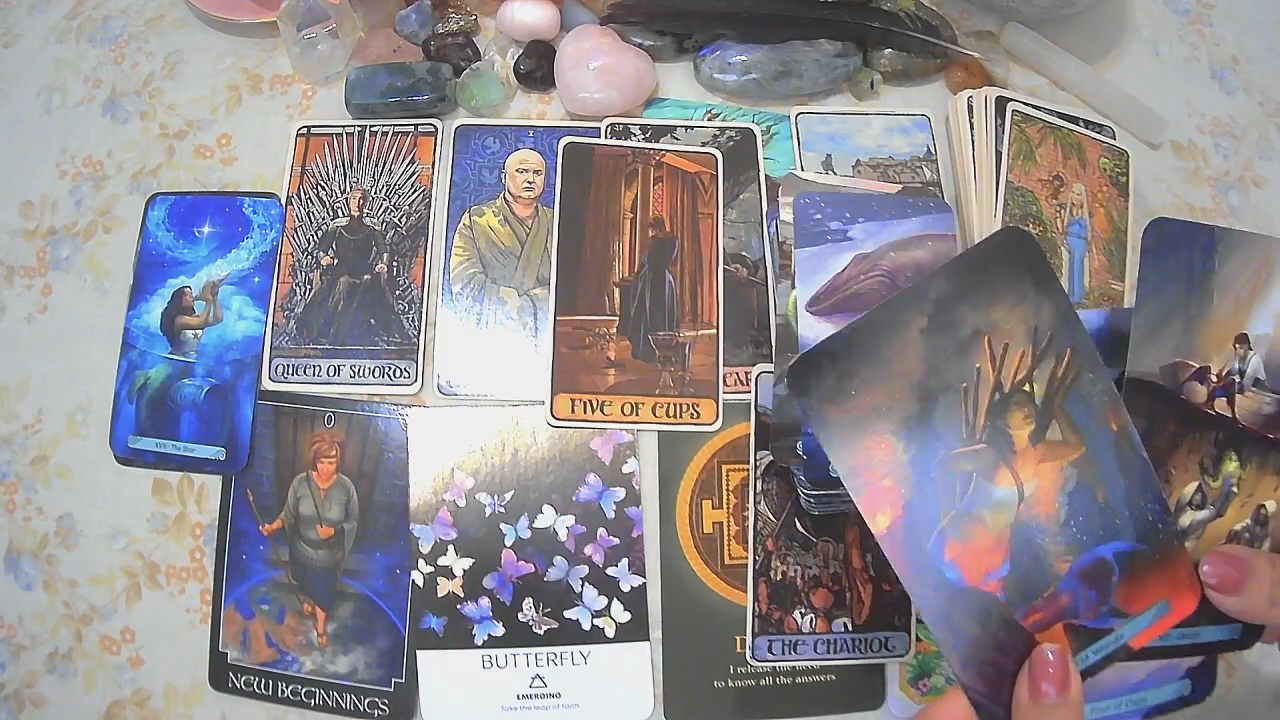 I
QUEEN OF SWORDS
FIVE OF CUPS
XVII - The Star
0
NEW BEGINNINGS
BUTTERFLY
EMERGING
Take the leap of faith
I release the need
to know all the answers
THE CHARIOT